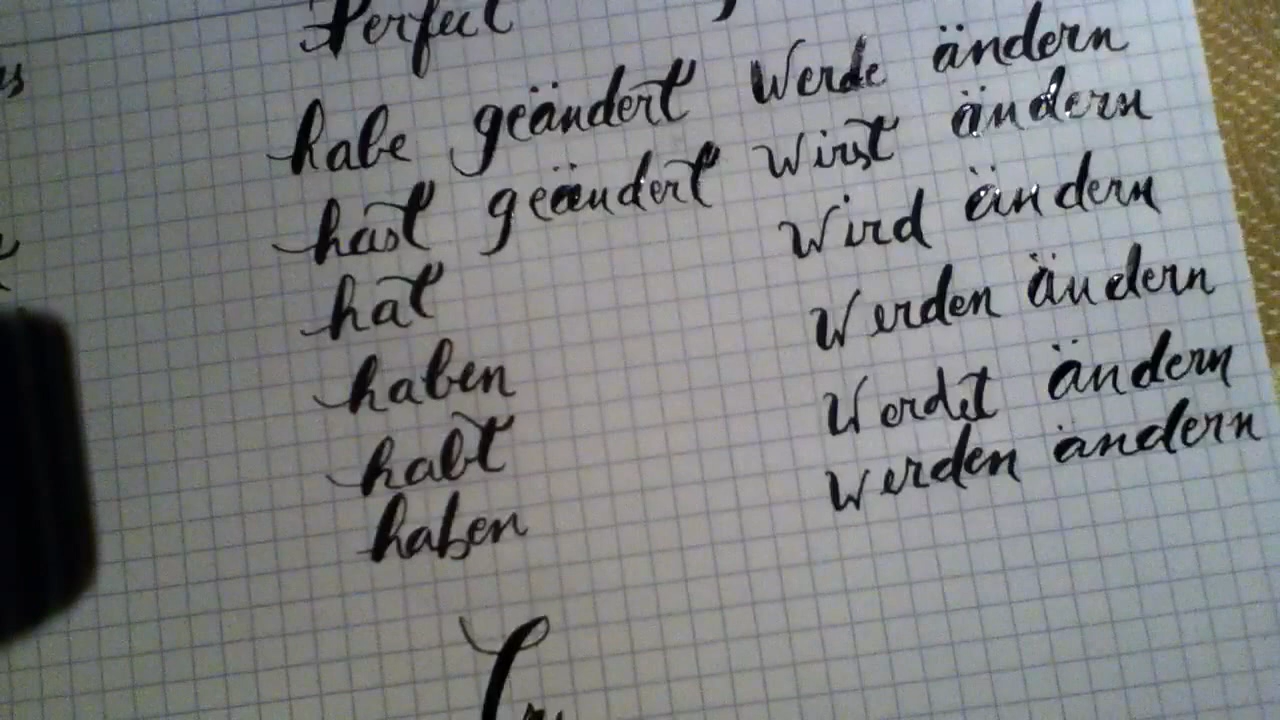 Perfect
habe geändert werde ändern
hast geändert wirst ändern
hat wird ändern
haben werden ändern
habt werdet ändern
haben werden ändern